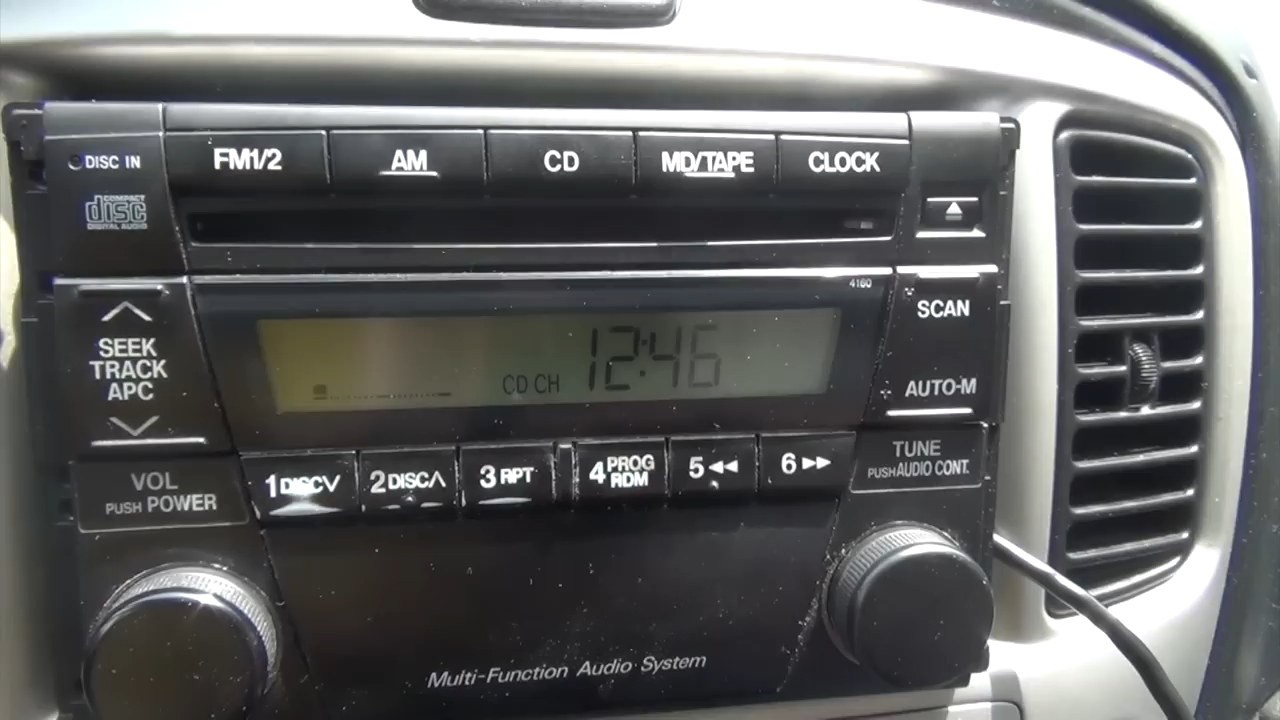 DISC IN
FM1/2
AM
CD
MD/TAPE
CLOCK
COMPACT
disc
DIGITAL AUDIO
4160
SEEK
TRACK
APC
CD CH
12:46
SCAN
AUTO-M
VOL
PUSH POWER
1 DISC
2 DISC
3 RPT
4 PROG
RDM
5
6
TUNE
PUSH AUDIO CONT.
Multi-Function Audio System